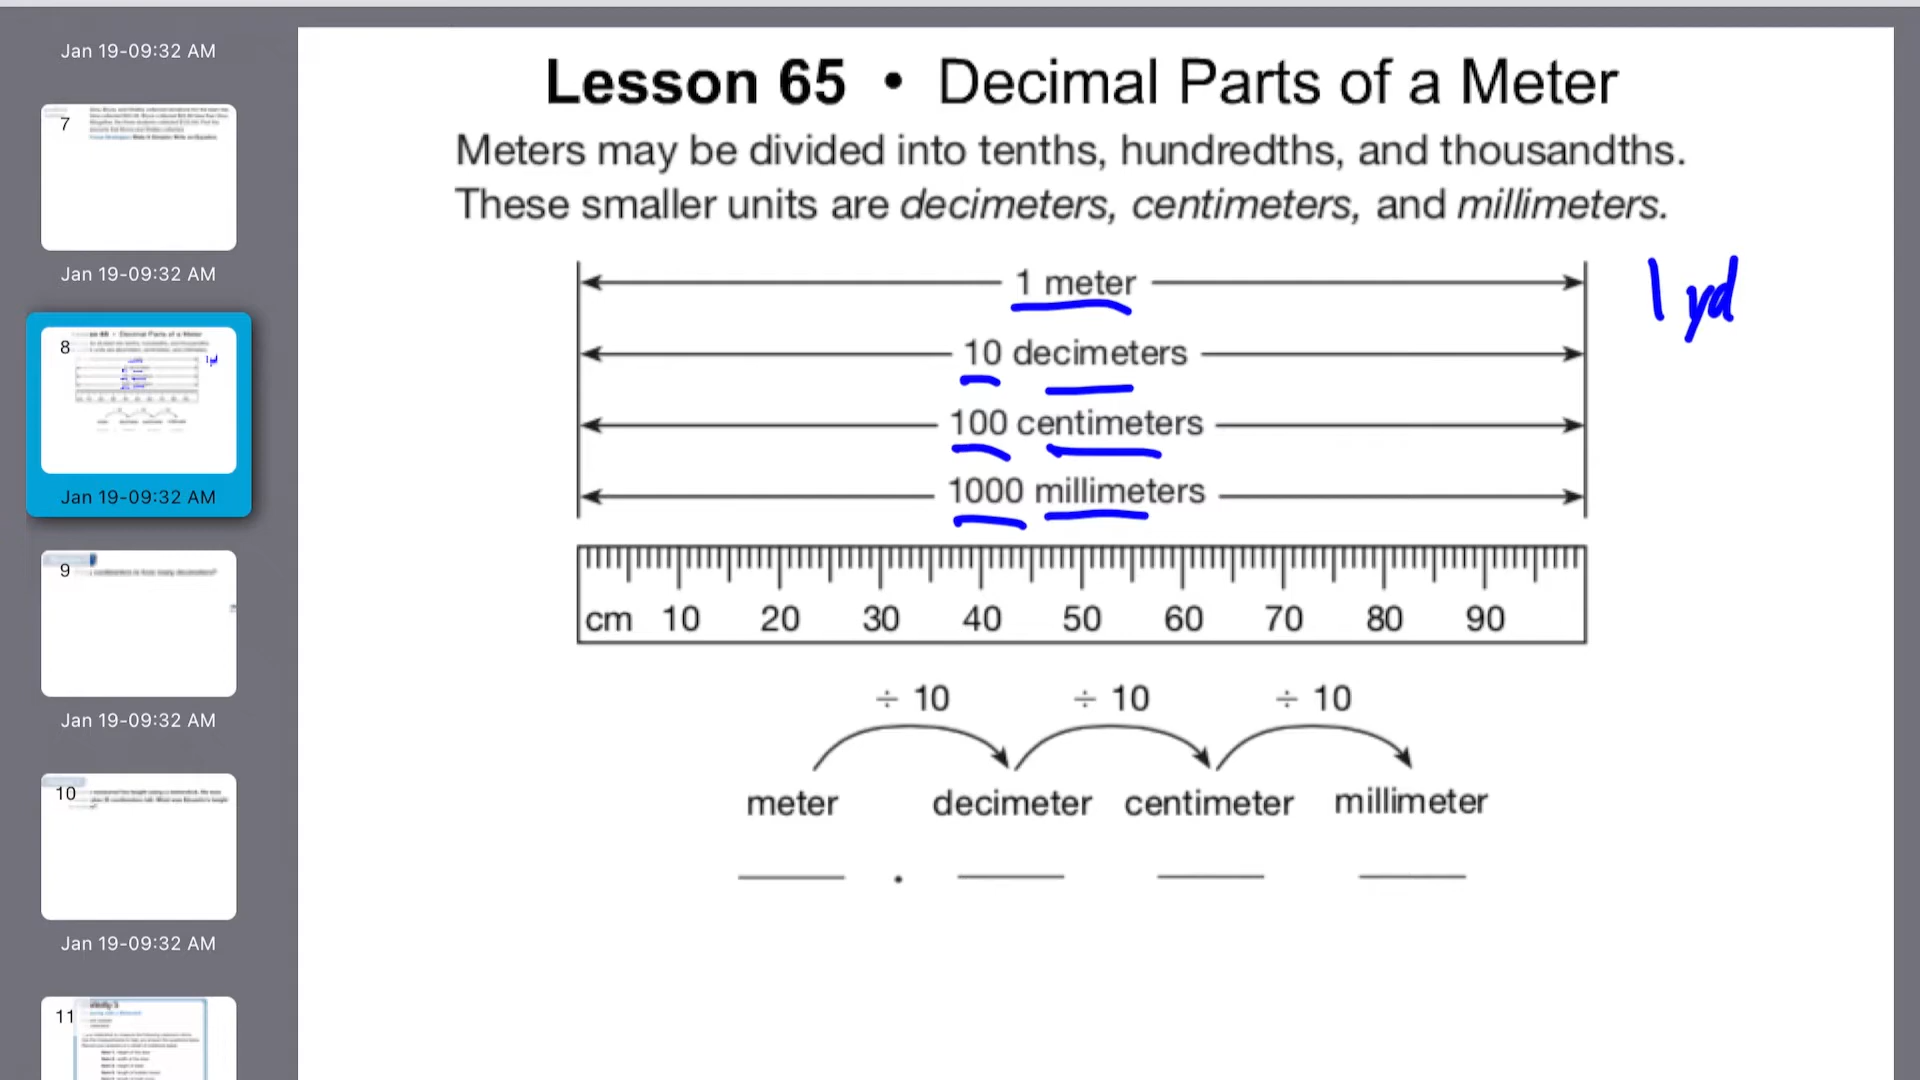 Jan 19-09:32 AM
7
Jan 19-09:32 AM
8
Jan 19-09:32 AM
9
Jan 19-09:32 AM
10
Jan 19-09:32 AM
11
Lesson 65 • Decimal Parts of a Meter
Meters may be divided into tenths, hundredths, and thousandths.
These smaller units are decimeters, centimeters, and millimeters.
1 meter
1 yd
10 decimeters
100 centimeters
1000 millimeters
cm 10 20 30 40 50 60 70 80 90
÷ 10 ÷ 10 ÷ 10
meter decimeter centimeter millimeter
.